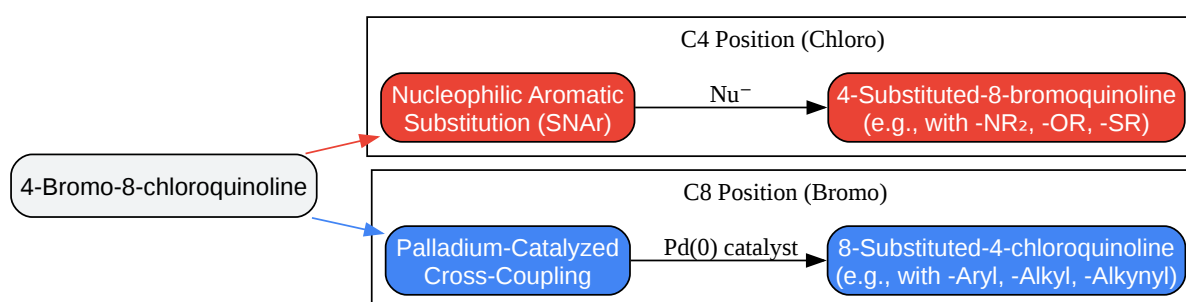 C4 Position (Chloro)
Nucleophilic Aromatic
Substitution (SNAr)
Nu⁻
4-Substituted-8-bromoquinoline
(e.g., with -NR₂, -OR, -SR)
4-Bromo-8-chloroquinoline
C8 Position (Bromo)
Palladium-Catalyzed
Cross-Coupling
Pd(0) catalyst
8-Substituted-4-chloroquinoline
(e.g., with -Aryl, -Alkyl, -Alkynyl)